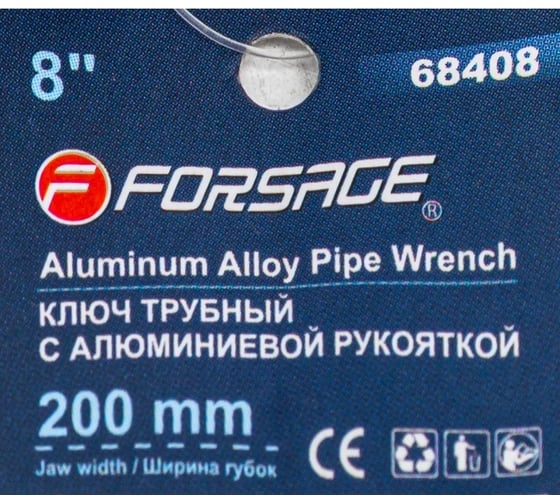 8"
68408
FORSAGE®
Aluminum Alloy Pipe Wrench
КЛЮЧ ТРУБНЫЙ
С АЛЮМИНИЕВОЙ РУКОЯТКОЙ
200 mm
Jaw width / Ширина губок
CE